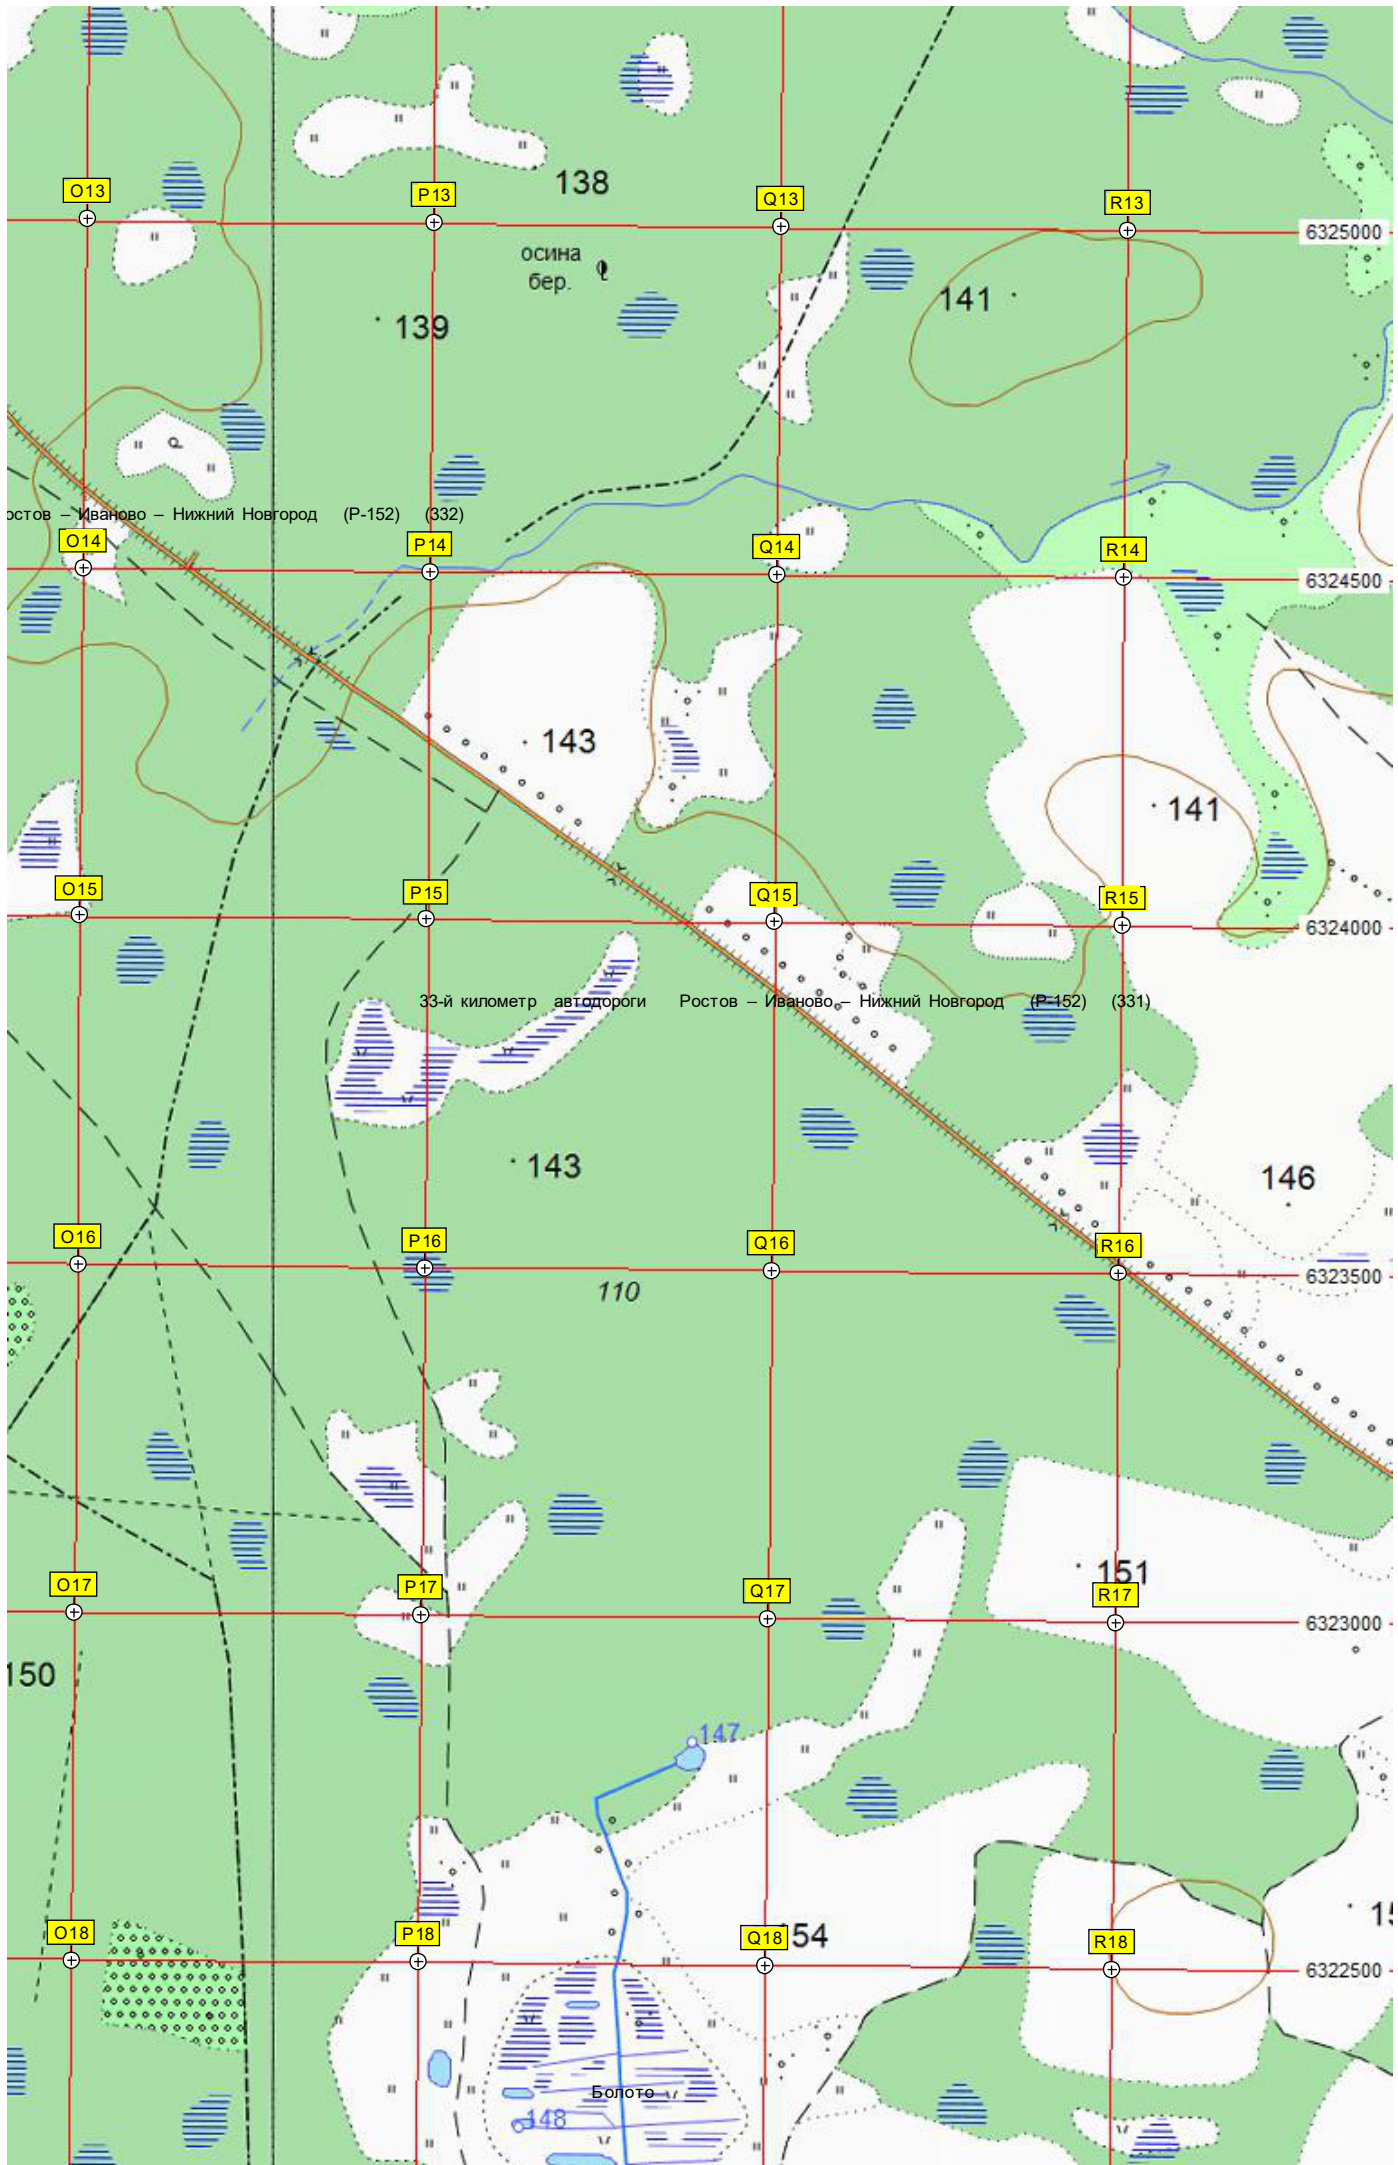 138
O13
P13
Q13
R13
6325000
осина
бер.
141
139
остов – Иваново – Нижний Новгород (Р-152) (332)
O14
P14
Q14
R14
6324500
143
141
O15
P15
Q15
R15
6324000
33-й километр автодороги Ростов – Иваново – Нижний Новгород (Р-152) (331)
143
146
O16
P16
Q16
R16
6323500
110
151
O17
P17
Q17
R17
6323000
150
147
O18
P18
Q18
154
R18
15
6322500
Болото
148